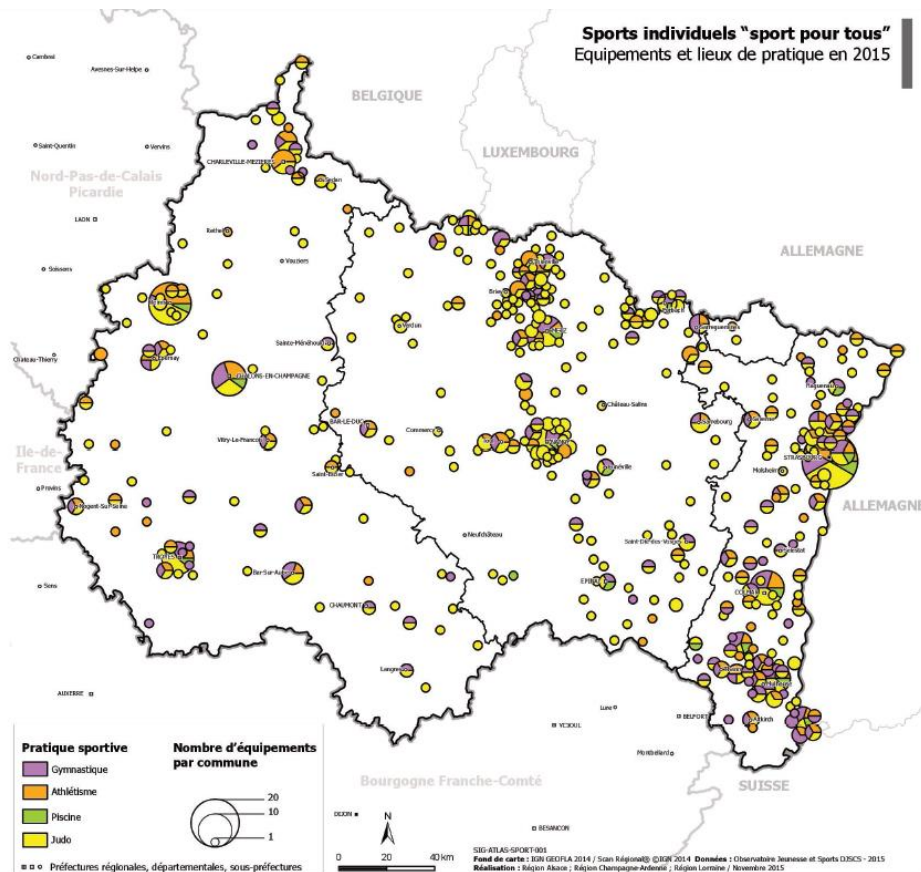 Sports individuels “sport pour tous”
Equipements et lieux de pratique en 2015
Cambrai
Avesnes-Sur-Helpe
BELGIQUE
Saint-Quentin
Vervins
LUXEMBOURG
CHARLEVILLE-MEZIERES
Nord-Pas-de-Calais
Picardie
Sedan
LAON
Rethel
ALLEMAGNE
Vouziers
Soissons
Briey
Verdun
METZ
Sarreguemines
Sainte-Ménéhould
Château-Thierry
Epernay
CHALONS-EN-CHAMPAGNE
Haguenau
Château-Salins
BAR-LE-DUC
Commercy
Sarrebourg
Vitry-Le-François
STRASBOURG
Ile-de-
France
Saint-Dizier
Lunéville
Molsheim
Provins
Nogent-Sur-Seine
ALLEMAGNE
Neufchâteau
Saint-Dié-des-Vosges
Sélestat
TROYES
Sens
Bar-Sur-Aube
EPINAL
COLMAR
CHAUMONT
Langres
AUXERRE
Lure
BELFORT
Altkirch
VESOUL
Montbéliard
SUISSE
Bourgogne Franche-Comté
DIJON
BESANCON
Pratique sportive
Gymnastique
Athlétisme
Piscine
Judo
Nombre d’équipements
par commune
20
10
1
Préfectures régionales, départementales, sous-préfectures
N
0 20 40 km
SIG-ATLAS-SPORT-001
Fond de carte : IGN GEOFLA 2014 / Scan Régional® ©IGN 2014 Données : Observatoire Jeunesse et Sports DJSCS - 2015
Réalisation : Région Alsace ; Région Champagne-Ardenne ; Région Lorraine / Novembre 2015